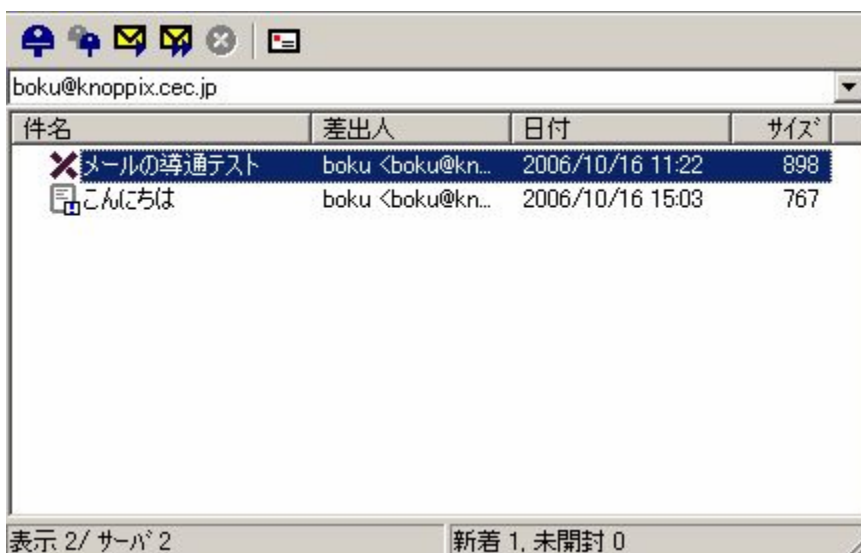 boku@knoppix.cec.jp
件名 差出人 日付 ｻｲｽﾞ
メールの導通テスト boku <boku@kn... 2006/10/16 11:22 898
こんにちは boku <boku@kn... 2006/10/16 15:03 767
表示 2/ ｻｰﾊﾞ 2 新着 1, 未開封 0